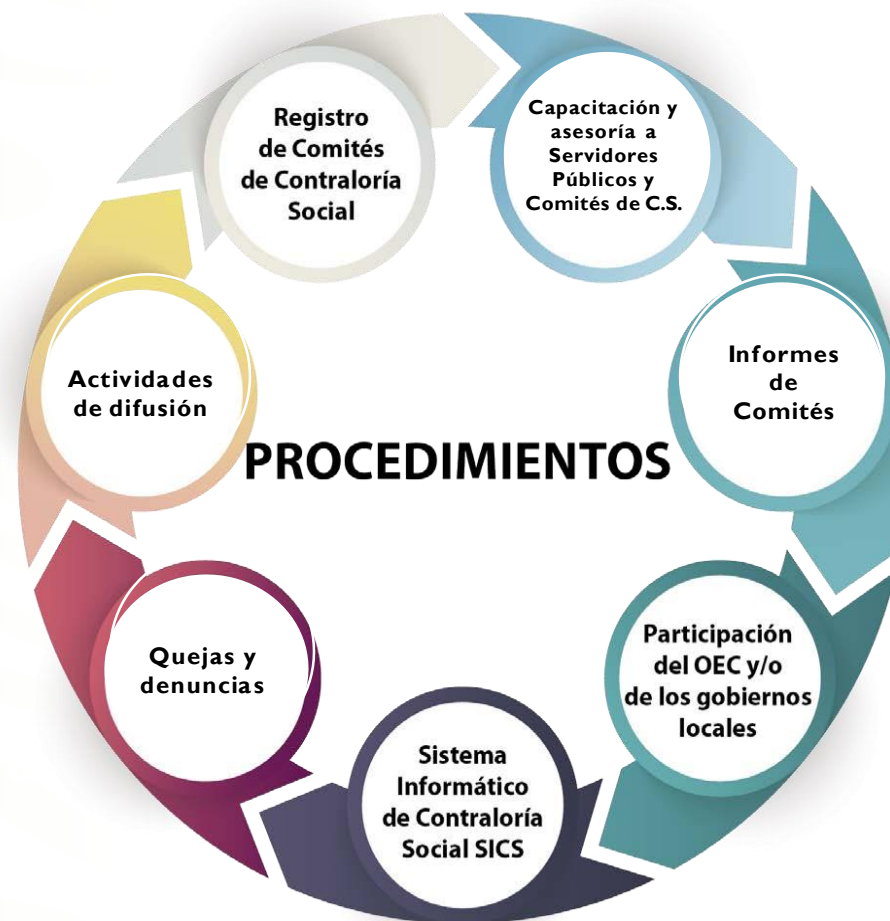 Registro
de Comités
de Contraloría
Social
Capacitación y
asesoría a
Servidores
Públicos y
Comités de C.S.
Informes
de
Comités
Participación
del OEC y/o
de los gobiernos
locales
Sistema
Informático
de Contraloría
Social SICS
Quejas y
denuncias
Actividades
de difusión
PROCEDIMIENTOS